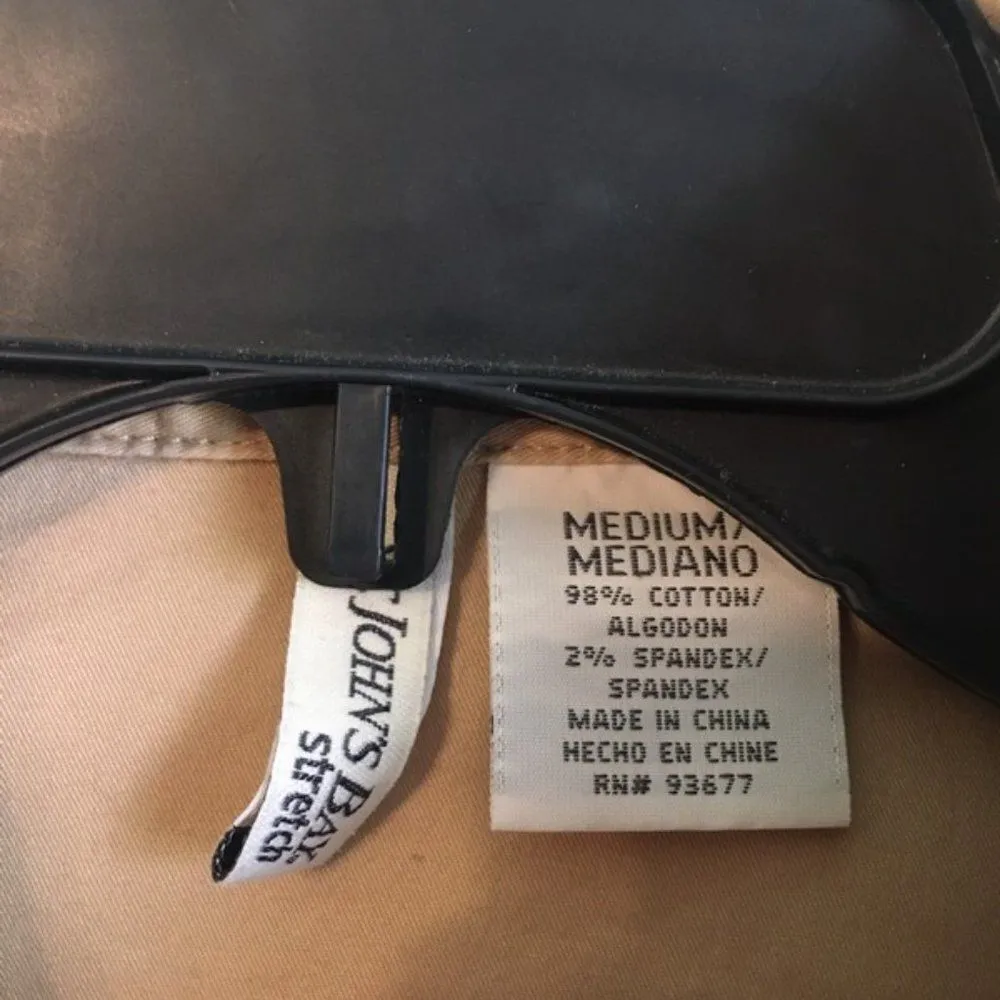 JOHN'S BAY®
stretch
MEDIUM/
MEDIANO
98% COTTON/
ALGODON
2% SPANDEX/
SPANDEX
MADE IN CHINA
HECHO EN CHINE
RN# 93677